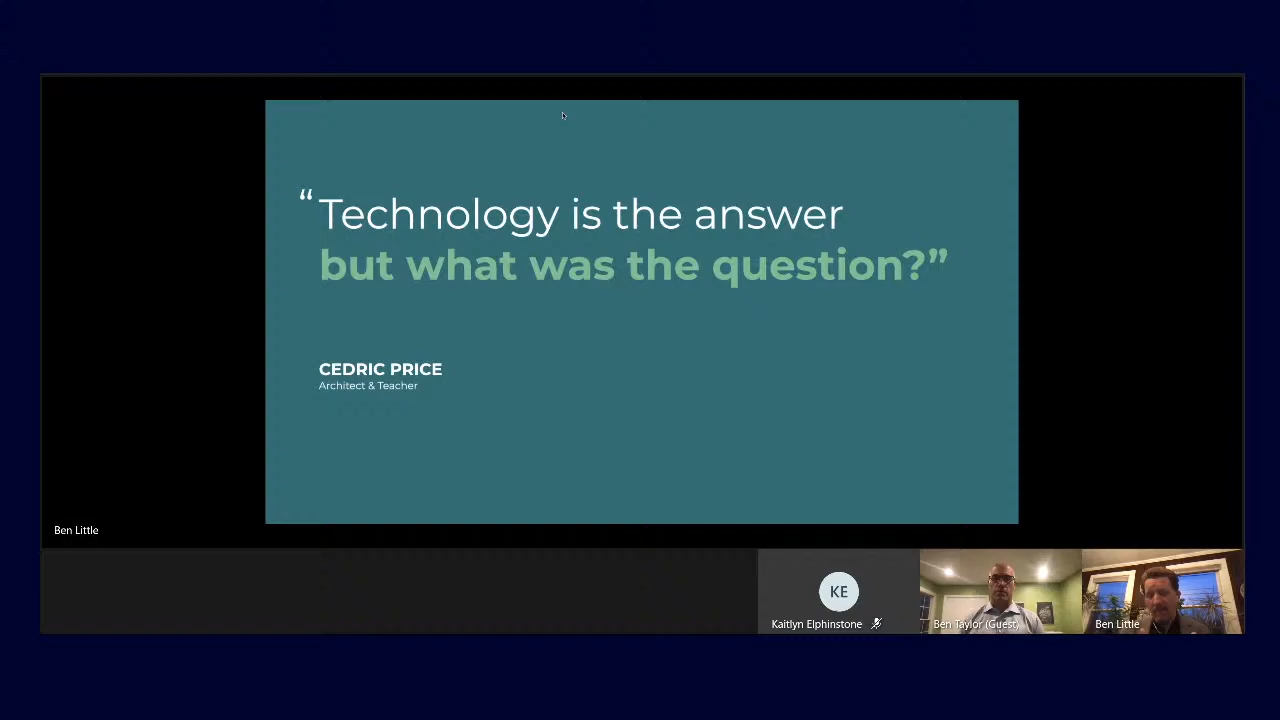 “Technology is the answer
but what was the question?”
CEDRIC PRICE
Architect & Teacher
Ben Little
KE
Kaitlyn Elphinstone
Ben Taylor (Guest)
Ben Little